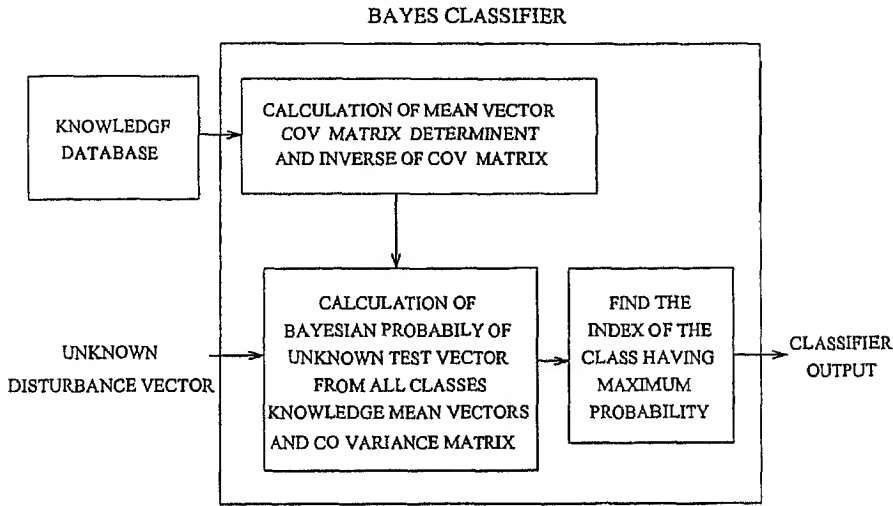 BAYES CLASSIFIER
KNOWLEDGF
DATABASE
CALCULATION OF MEAN VECTOR
COV MATRIX DETERMINENT
AND INVERSE OF COV MATRIX
UNKNOWN
DISTURBANCE VECTOR
CALCULATION OF
BAYESIAN PROBABILY OF
UNKNOWN TEST VECTOR
FROM ALL CLASSES
KNOWLEDGE MEAN VECTORS
AND CO VARIANCE MATRIX
FIND THE
INDEX OF THE
CLASS HAVING
MAXIMUM
PROBABILITY
CLASSIFIER
OUTPUT